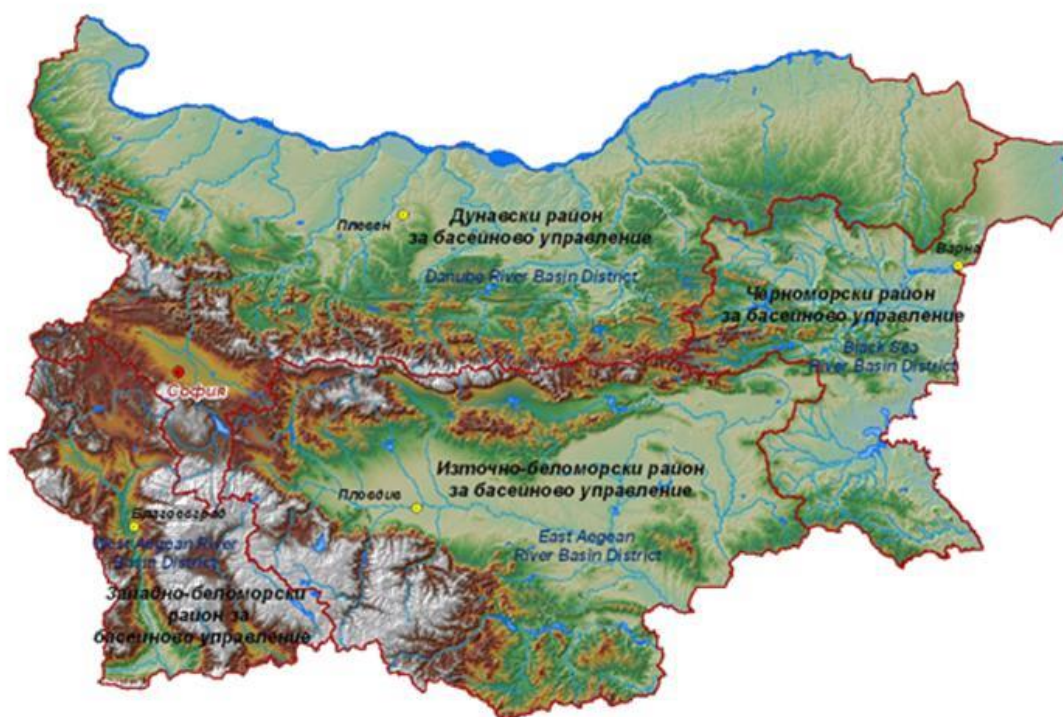 Плевен
Дунавски район
за басейново управление
Danube River Basin District
Варна
Черноморски район
за басейново управление
Black Sea
River Basin District
София
Източно-беломорски район
за басейново управление
Пловдив
Благоевград
East Aegean
River Basin District
West Aegean River
Basin District
Западно-беломорски
район за
басейново управление